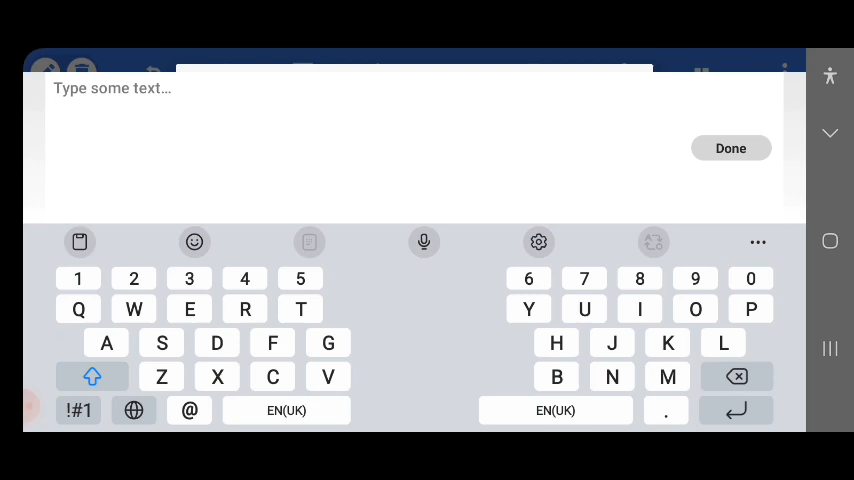 Type some text...
Done
1 2 3 4 5 6 7 8 9 0
Q W E R T Y U I O P
A S D F G H J K L
Z X C V B N M
!#1 @ EN(UK) EN(UK) .